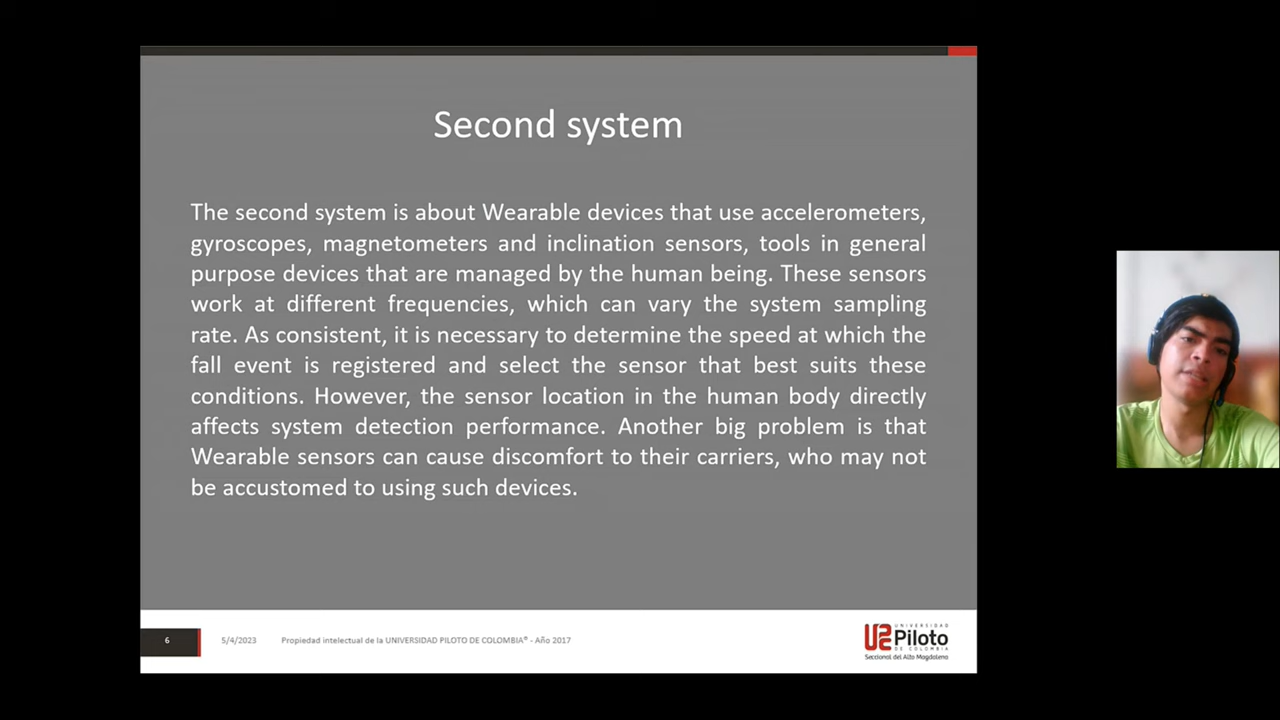 Second system
The second system is about Wearable devices that use accelerometers,
gyroscopes, magnetometers and inclination sensors, tools in general
purpose devices that are managed by the human being. These sensors
work at different frequencies, which can vary the system sampling
rate. As consistent, it is necessary to determine the speed at which the
fall event is registered and select the sensor that best suits these
conditions. However, the sensor location in the human body directly
affects system detection performance. Another big problem is that
Wearable sensors can cause discomfort to their carriers, who may not
be accustomed to using such devices.
6
5/4/2023
Propiedad intelectual de la UNIVERSIDAD PILOTO DE COLOMBIA® - Año 2017
UNIVERSIDAD
Piloto
DE COLOMBIA
Seccional del Alto Magdalena